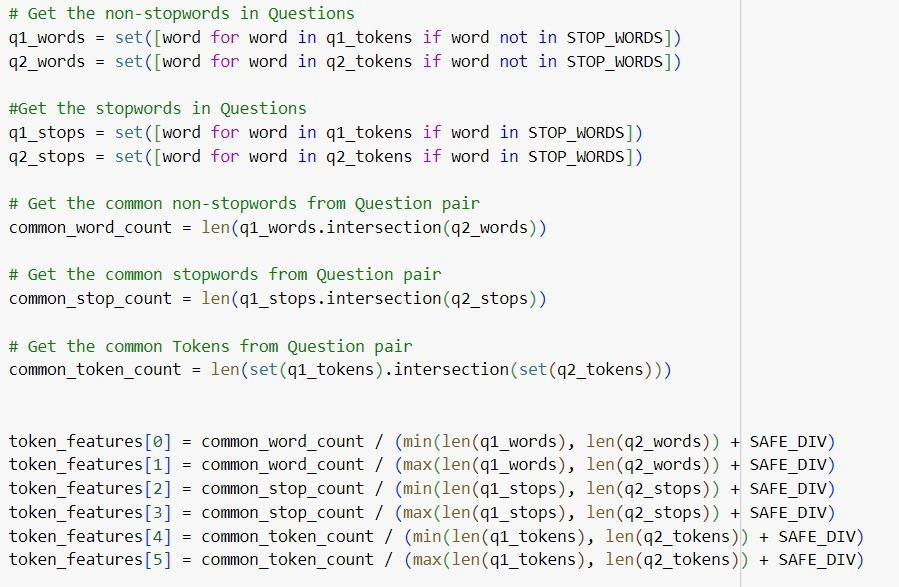 # Get the non-stopwords in Questions
q1_words = set([word for word in q1_tokens if word not in STOP_WORDS])
q2_words = set([word for word in q2_tokens if word not in STOP_WORDS])
#Get the stopwords in Questions
q1_stops = set([word for word in q1_tokens if word in STOP_WORDS])
q2_stops = set([word for word in q2_tokens if word in STOP_WORDS])
# Get the common non-stopwords from Question pair
common_word_count = len(q1_words.intersection(q2_words))
# Get the common stopwords from Question pair
common_stop_count = len(q1_stops.intersection(q2_stops))
# Get the common Tokens from Question pair
common_token_count = len(set(q1_tokens).intersection(set(q2_tokens)))
token_features[0] = common_word_count / (min(len(q1_words), len(q2_words)) + SAFE_DIV)
token_features[1] = common_word_count / (max(len(q1_words), len(q2_words)) + SAFE_DIV)
token_features[2] = common_stop_count / (min(len(q1_stops), len(q2_stops)) + SAFE_DIV)
token_features[3] = common_stop_count / (max(len(q1_stops), len(q2_stops)) + SAFE_DIV)
token_features[4] = common_token_count / (min(len(q1_tokens), len(q2_tokens)) + SAFE_DIV)
token_features[5] = common_token_count / (max(len(q1_tokens), len(q2_tokens)) + SAFE_DIV)